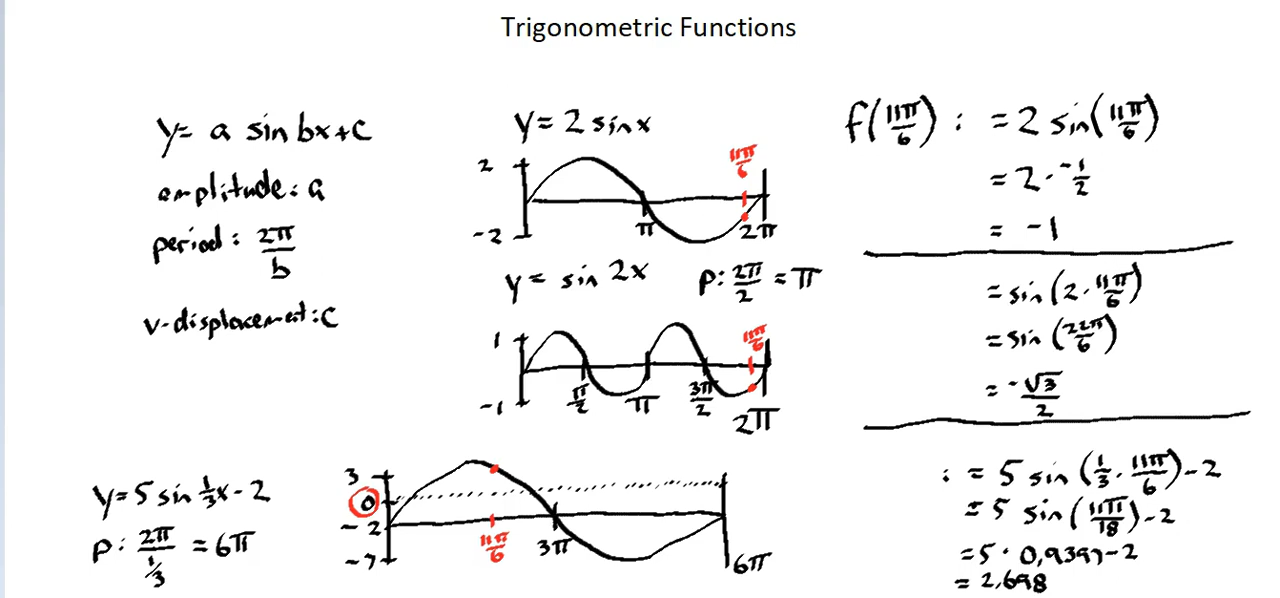 Trigonometric Functions
y= a sin bx+c
amplitude: a
period: 2π/b
v-displacement: c
y= 2 sinx
2
-2
π
11π/6
2π
y= sin 2x P: 2π/2 = π
1
-1
π/2
π
3π/2
11π/6
2π
f(11π/6) : = 2 sin(11π/6)
= 2 · -1/2
= -1
= sin (2 · 11π/6)
= sin (22π/6)
= -√3/2
y= 5 sin 1/3 x - 2
P: 2π/(1/3) = 6π
3
0
-2
-7
11π/6
3π
6π
: = 5 sin (1/3 · 11π/6) - 2
= 5 sin (11π/18) - 2
= 5 · 0,9397 - 2
= 2,698